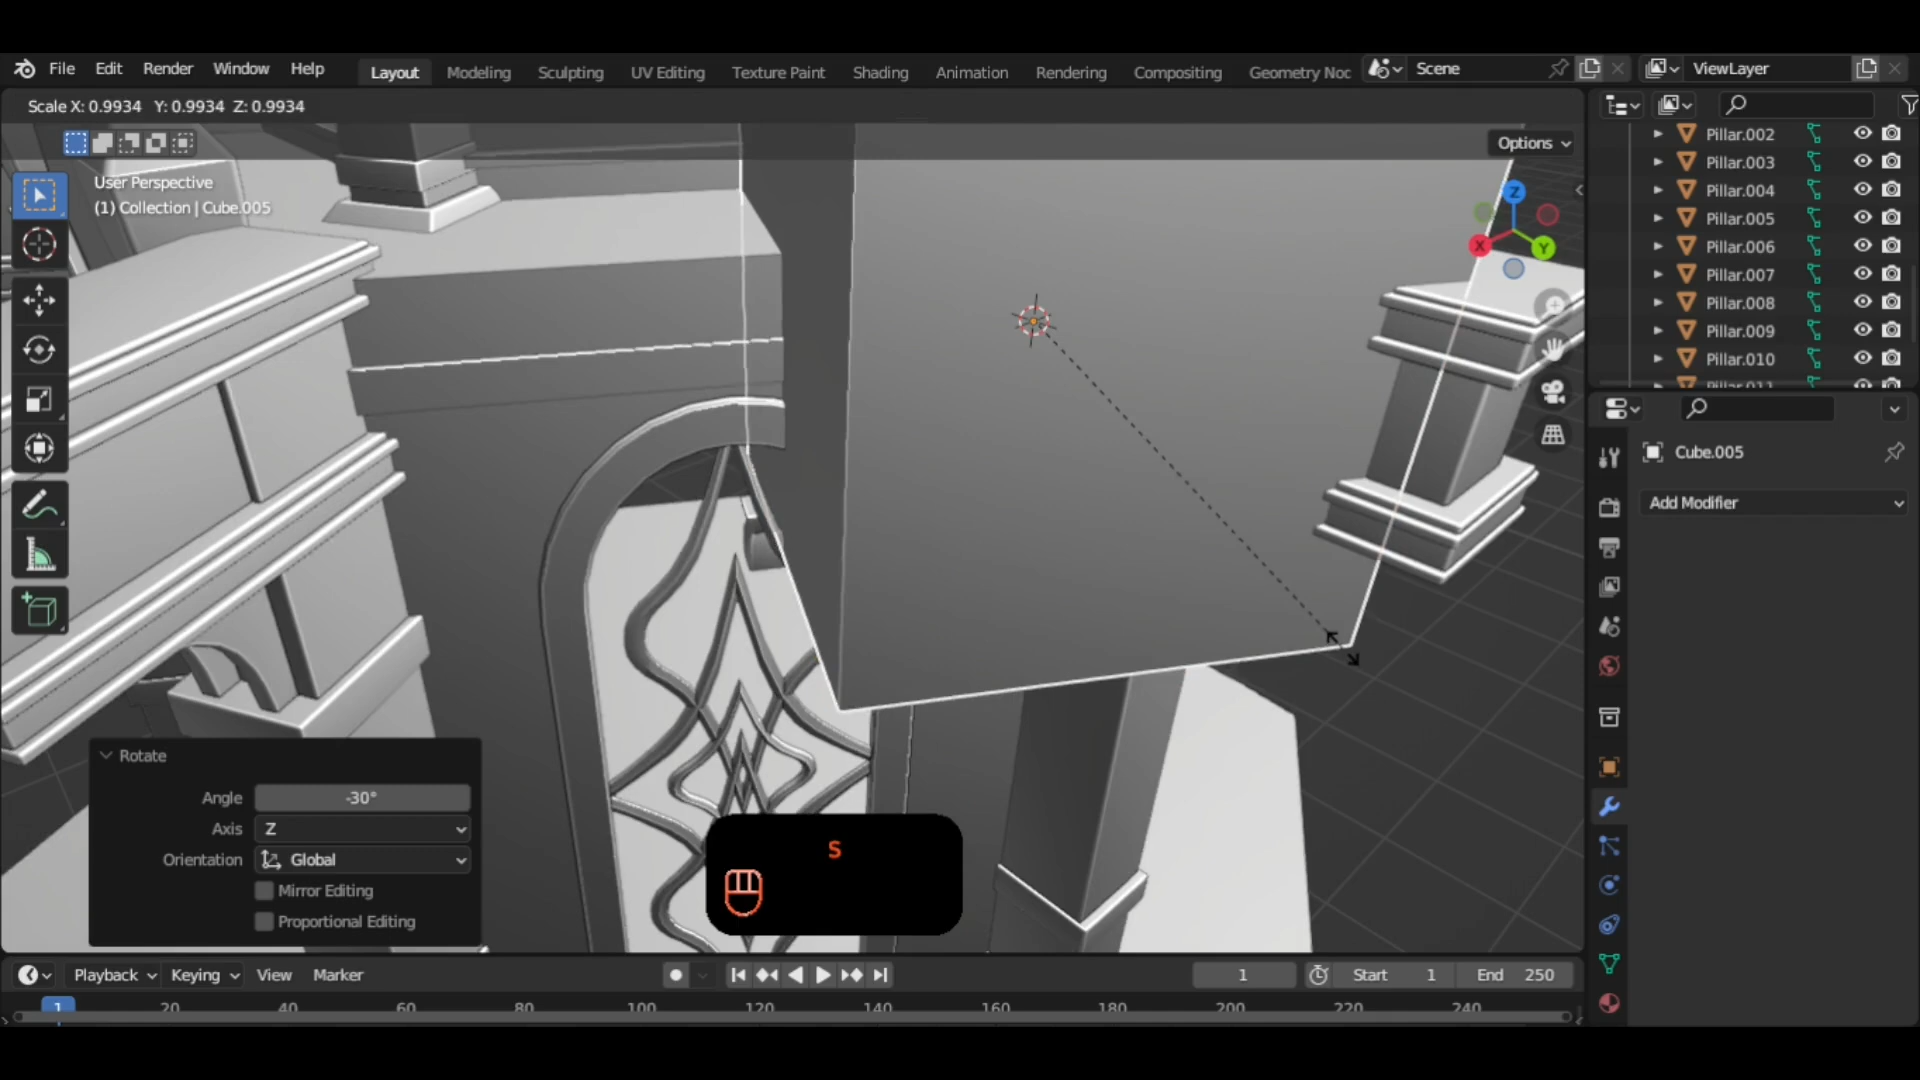 File Edit Render Window Help Layout Modeling Sculpting UV Editing Texture Paint Shading Animation Rendering Compositing Geometry Noc Scene ViewLayer
Scale X: 0.9934 Y: 0.9934 Z: 0.9934
Options
User Perspective
(1) Collection | Cube.005
Z
X
Y
Pillar.002
Pillar.003
Pillar.004
Pillar.005
Pillar.006
Pillar.007
Pillar.008
Pillar.009
Pillar.010
Pillar.011
Cube.005
Add Modifier
Rotate
Angle -30°
Axis Z
Orientation Global
Mirror Editing
Proportional Editing
S
Playback Keying View Marker 1 Start 1 End 250
1 20 40 60 80 100 120 140 160 180 200 220 240